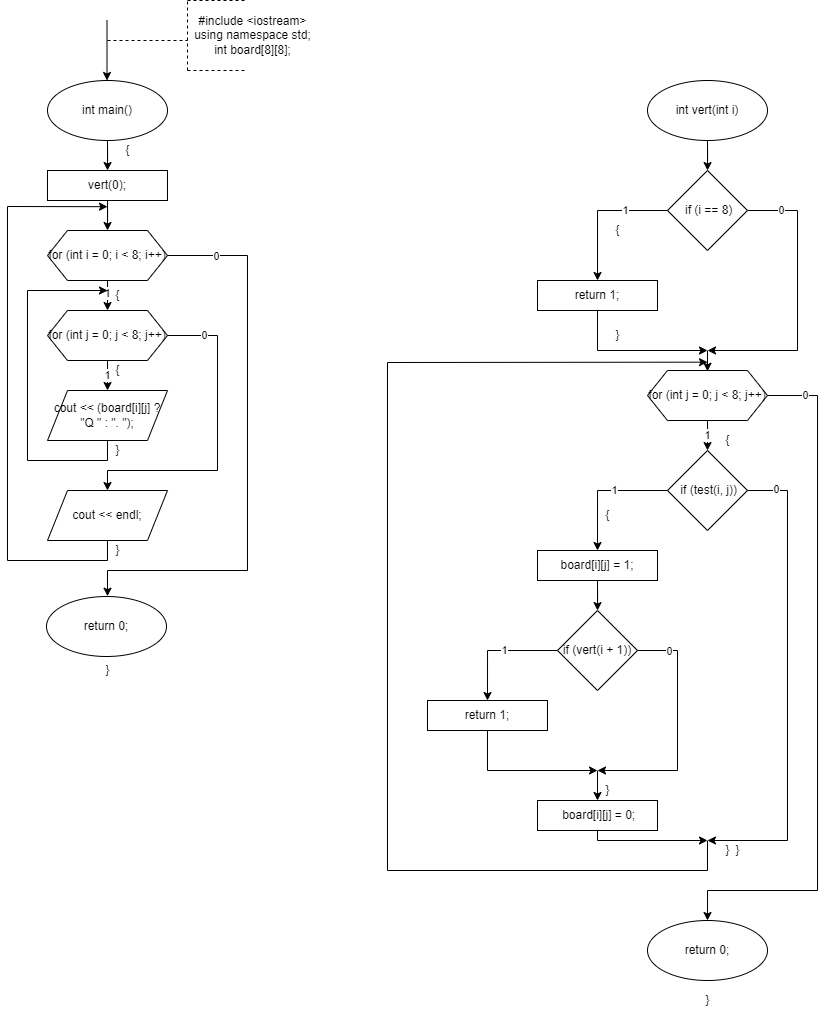 #include <iostream>
using namespace std;
int board[8][8];
int main()
{
vert(0);
for (int i = 0; i < 8; i++)
0
1
{
for (int j = 0; j < 8; j++)
0
1
{
cout << (board[i][j] ?
"Q " : ". ");
}
cout << endl;
}
return 0;
}
int vert(int i)
if (i == 8)
1
0
{
return 1;
}
for (int j = 0; j < 8; j++)
0
1
{
if (test(i, j))
1
0
{
board[i][j] = 1;
if (vert(i + 1))
1
0
return 1;
}
board[i][j] = 0;
} }
return 0;
}